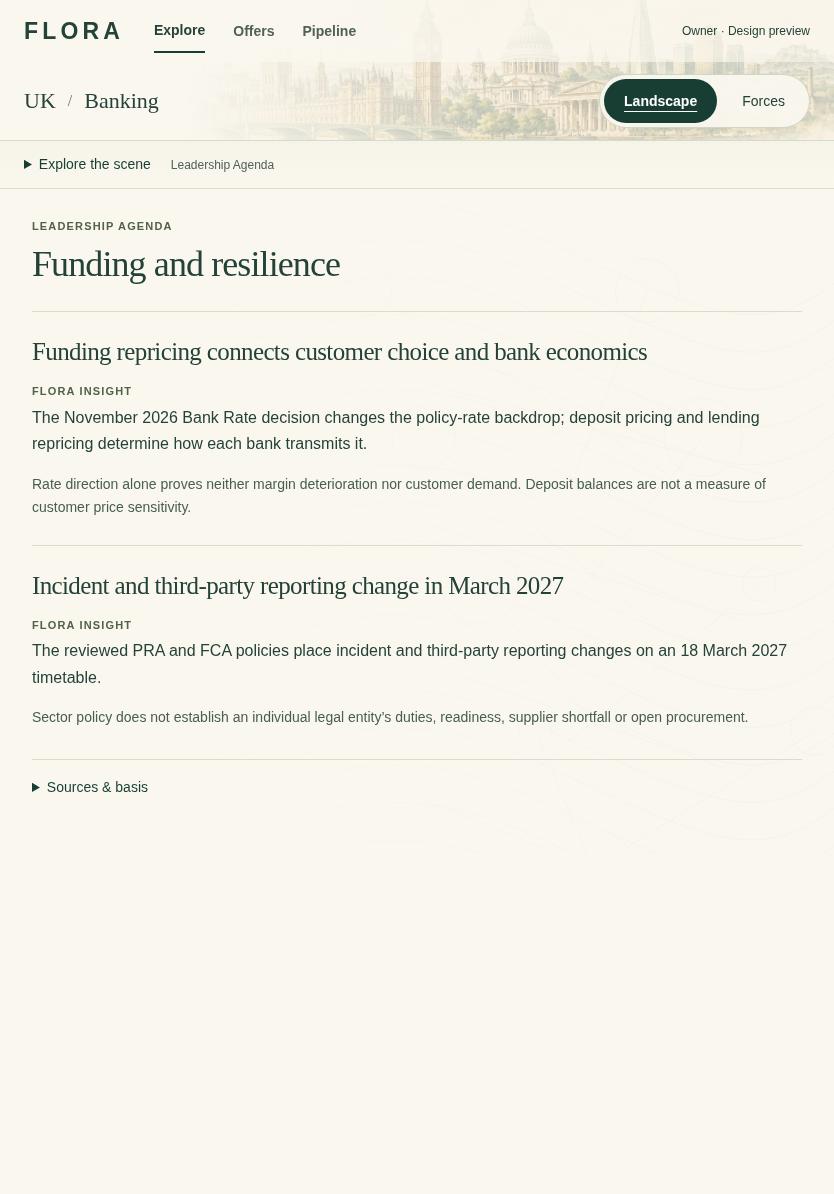 FLORA
Explore
Offers
Pipeline
Owner · Design preview
UK / Banking
Landscape
Forces
Explore the scene
Leadership Agenda
LEADERSHIP AGENDA
Funding and resilience
Funding repricing connects customer choice and bank economics
FLORA INSIGHT
The November 2026 Bank Rate decision changes the policy-rate backdrop; deposit pricing and lending
repricing determine how each bank transmits it.
Rate direction alone proves neither margin deterioration nor customer demand. Deposit balances are not a measure of
customer price sensitivity.
Incident and third-party reporting change in March 2027
FLORA INSIGHT
The reviewed PRA and FCA policies place incident and third-party reporting changes on an 18 March 2027
timetable.
Sector policy does not establish an individual legal entity’s duties, readiness, supplier shortfall or open procurement.
Sources & basis